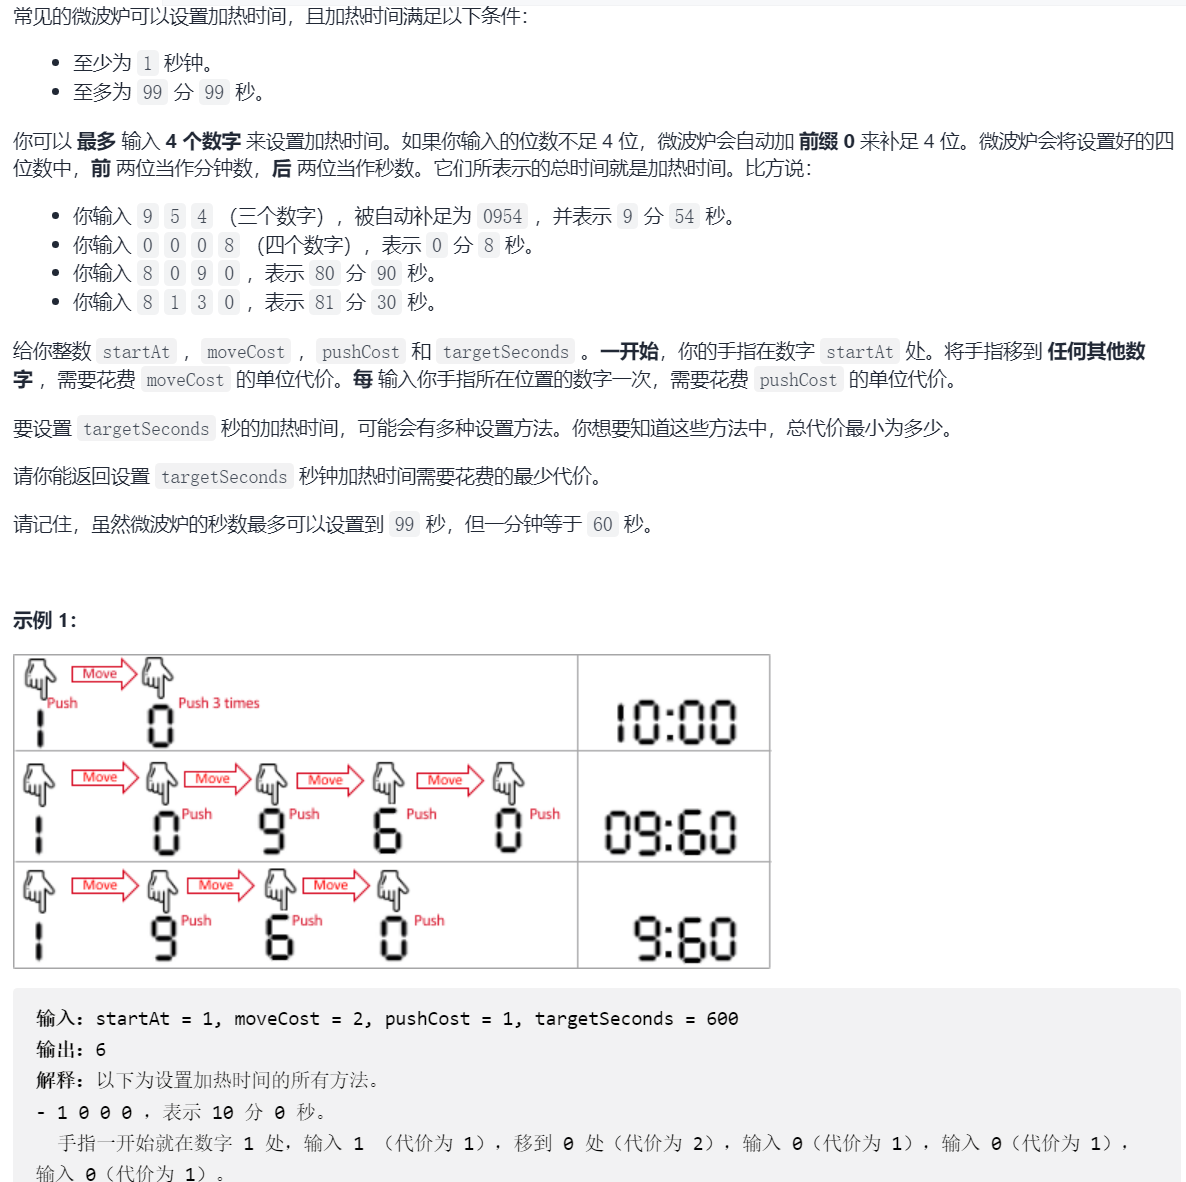 常见的微波炉可以设置加热时间，且加热时间满足以下条件：
至少为 1 秒钟。
至多为 99 分 99 秒。
你可以 最多 输入 4 个数字 来设置加热时间。如果你输入的位数不足 4 位，微波炉会自动加 前缀 0 来补足 4 位。微波炉会将设置好的四
位数中，前 两位当作分钟数，后 两位当作秒数。它们所表示的总时间就是加热时间。比方说：
你输入 9 5 4 （三个数字），被自动补足为 0954 ，并表示 9 分 54 秒。
你输入 0 0 0 8 （四个数字），表示 0 分 8 秒。
你输入 8 0 9 0 ，表示 80 分 90 秒。
你输入 8 1 3 0 ，表示 81 分 30 秒。
给你整数 startAt ，moveCost ，pushCost 和 targetSeconds 。一开始，你的手指在数字 startAt 处。将手指移到 任何其他数
字 ，需要花费 moveCost 的单位代价。每 输入你手指所在位置的数字一次，需要花费 pushCost 的单位代价。
要设置 targetSeconds 秒的加热时间，可能会有多种设置方法。你想要知道这些方法中，总代价最小为多少。
请你能返回设置 targetSeconds 秒钟加热时间需要花费的最少代价。
请记住，虽然微波炉的秒数最多可以设置到 99 秒，但一分钟等于 60 秒。
示例 1：
Move
Push Push 3 times
1 0 10:00
Move Move Move Move
Push Push Push Push
1 0 9 6 0 09:60
Move Move Move
Push Push Push
1 9 6 0 9:60
输入：startAt = 1, moveCost = 2, pushCost = 1, targetSeconds = 600
输出：6
解释：以下为设置加热时间的所有方法。
- 1 0 0 0 ，表示 10 分 0 秒。
手指一开始就在数字 1 处，输入 1 （代价为 1），移到 0 处（代价为 2），输入 0（代价为 1），输入 0（代价为 1），
输入 0（代价为 1）。